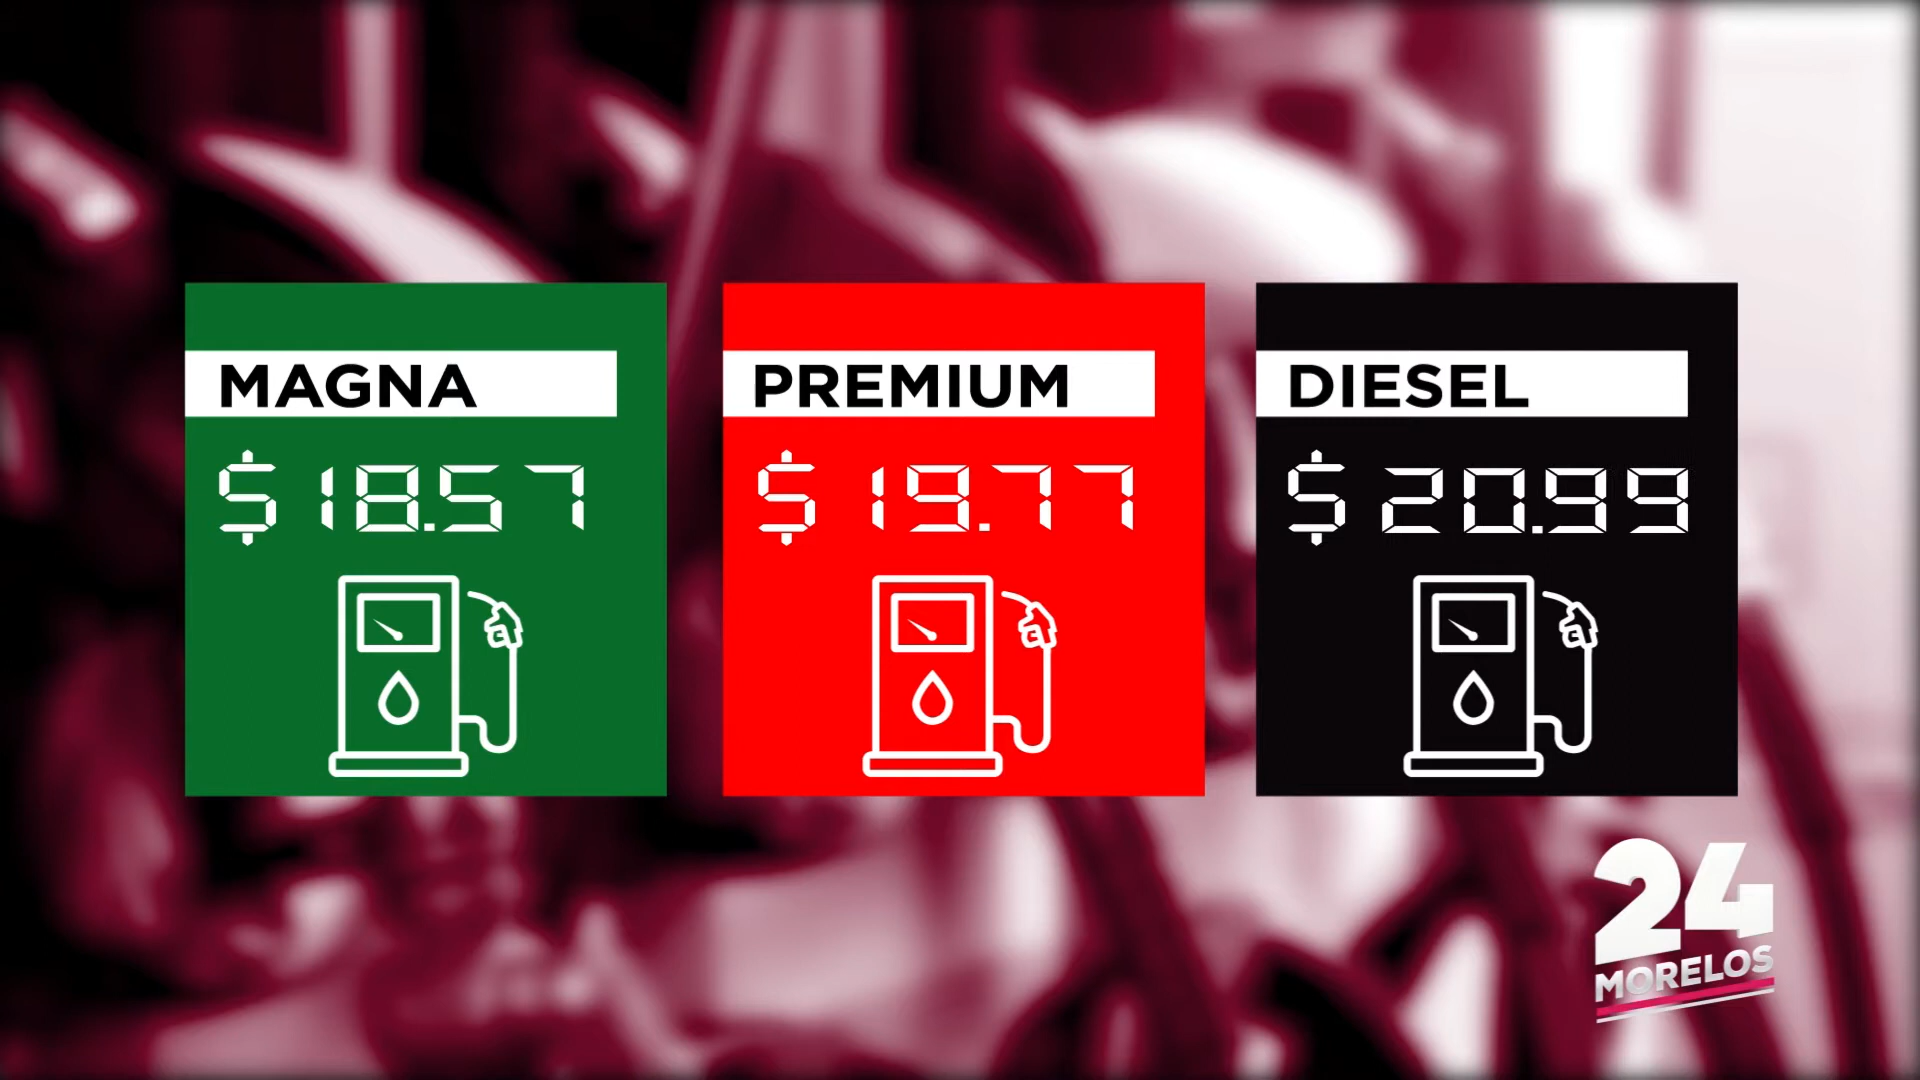 MAGNA
$18.57
PREMIUM
$19.77
DIESEL
$20.99
24
MORELOS